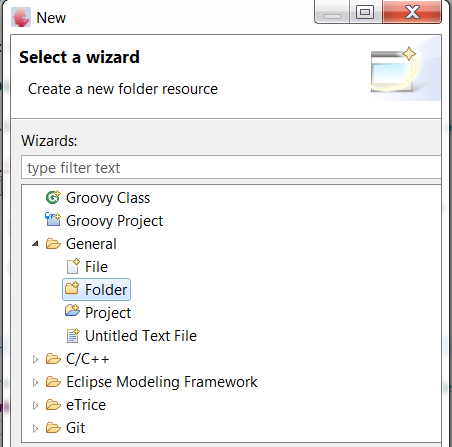 New
Select a wizard
Create a new folder resource
Wizards:
type filter text
Groovy Class
Groovy Project
General
File
Folder
Project
Untitled Text File
C/C++
Eclipse Modeling Framework
eTrice
Git